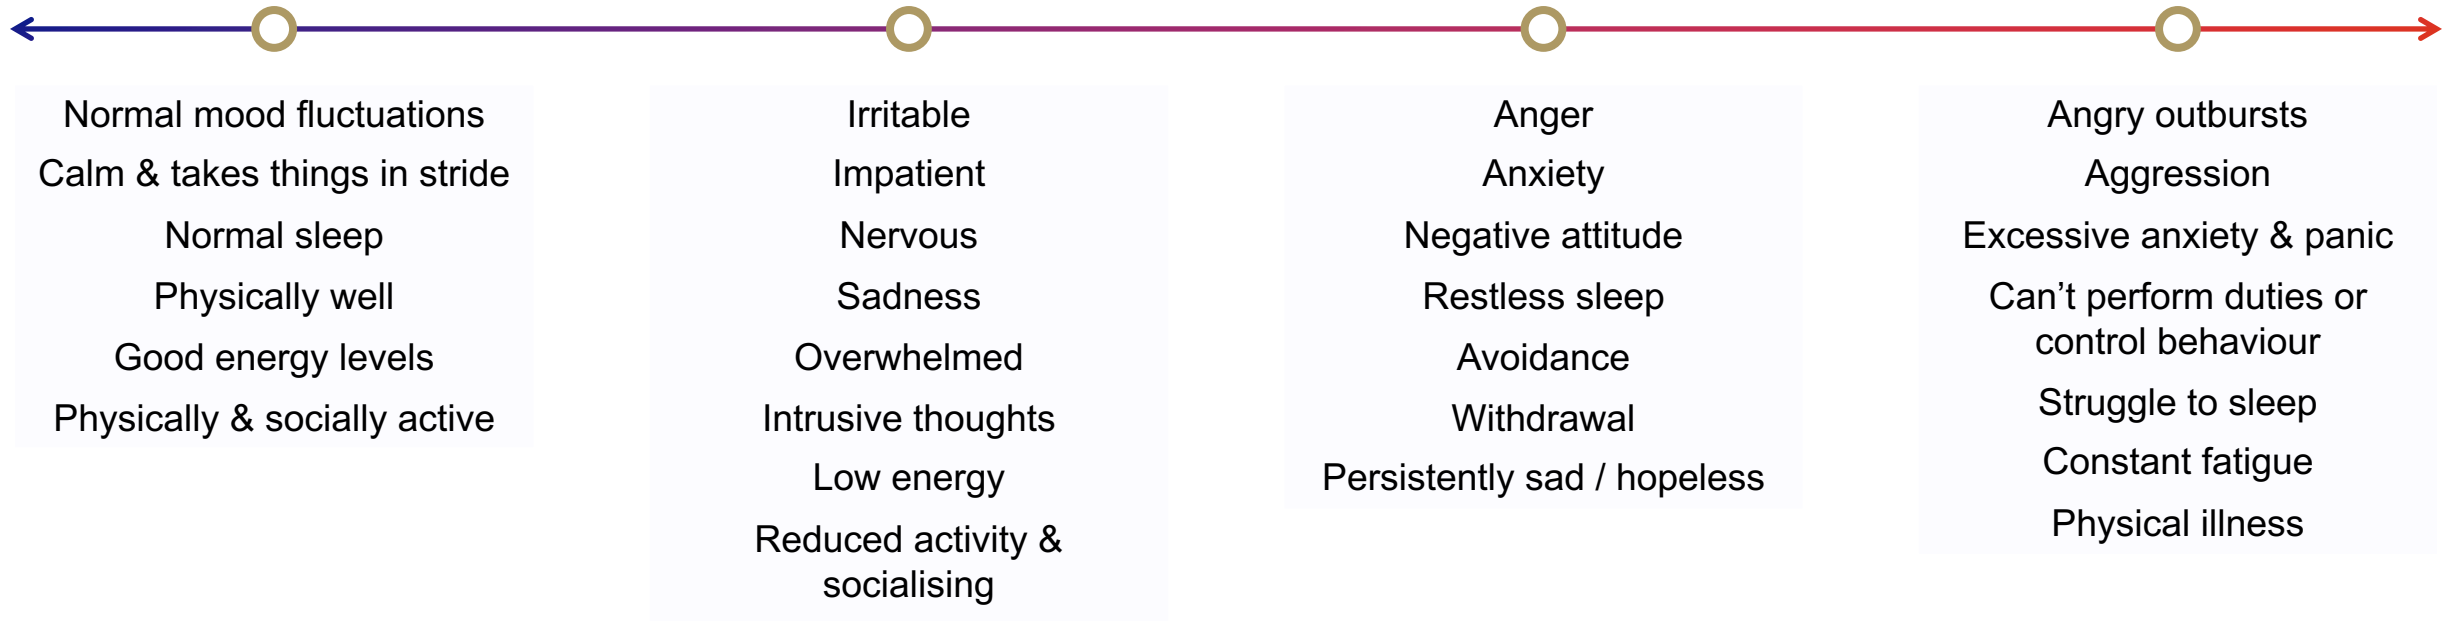 Normal mood fluctuations
Calm & takes things in stride
Normal sleep
Physically well
Good energy levels
Physically & socially active
Irritable
Impatient
Nervous
Sadness
Overwhelmed
Intrusive thoughts
Low energy
Reduced activity &
socialising
Anger
Anxiety
Negative attitude
Restless sleep
Avoidance
Withdrawal
Persistently sad / hopeless
Angry outbursts
Aggression
Excessive anxiety & panic
Can’t perform duties or
control behaviour
Struggle to sleep
Constant fatigue
Physical illness